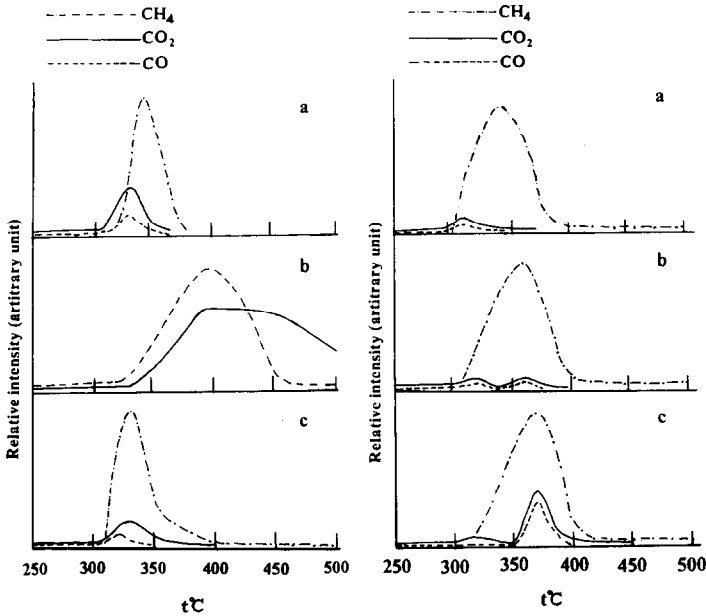 CH₄
CO₂
CO
a
b
c
Relative intensity (artitrary unit)
250 300 350 400 450 500
t℃
CH₄
CO₂
CO
a
b
c
Relative intensity (artitrary unit)
250 300 350 400 450 500
t℃